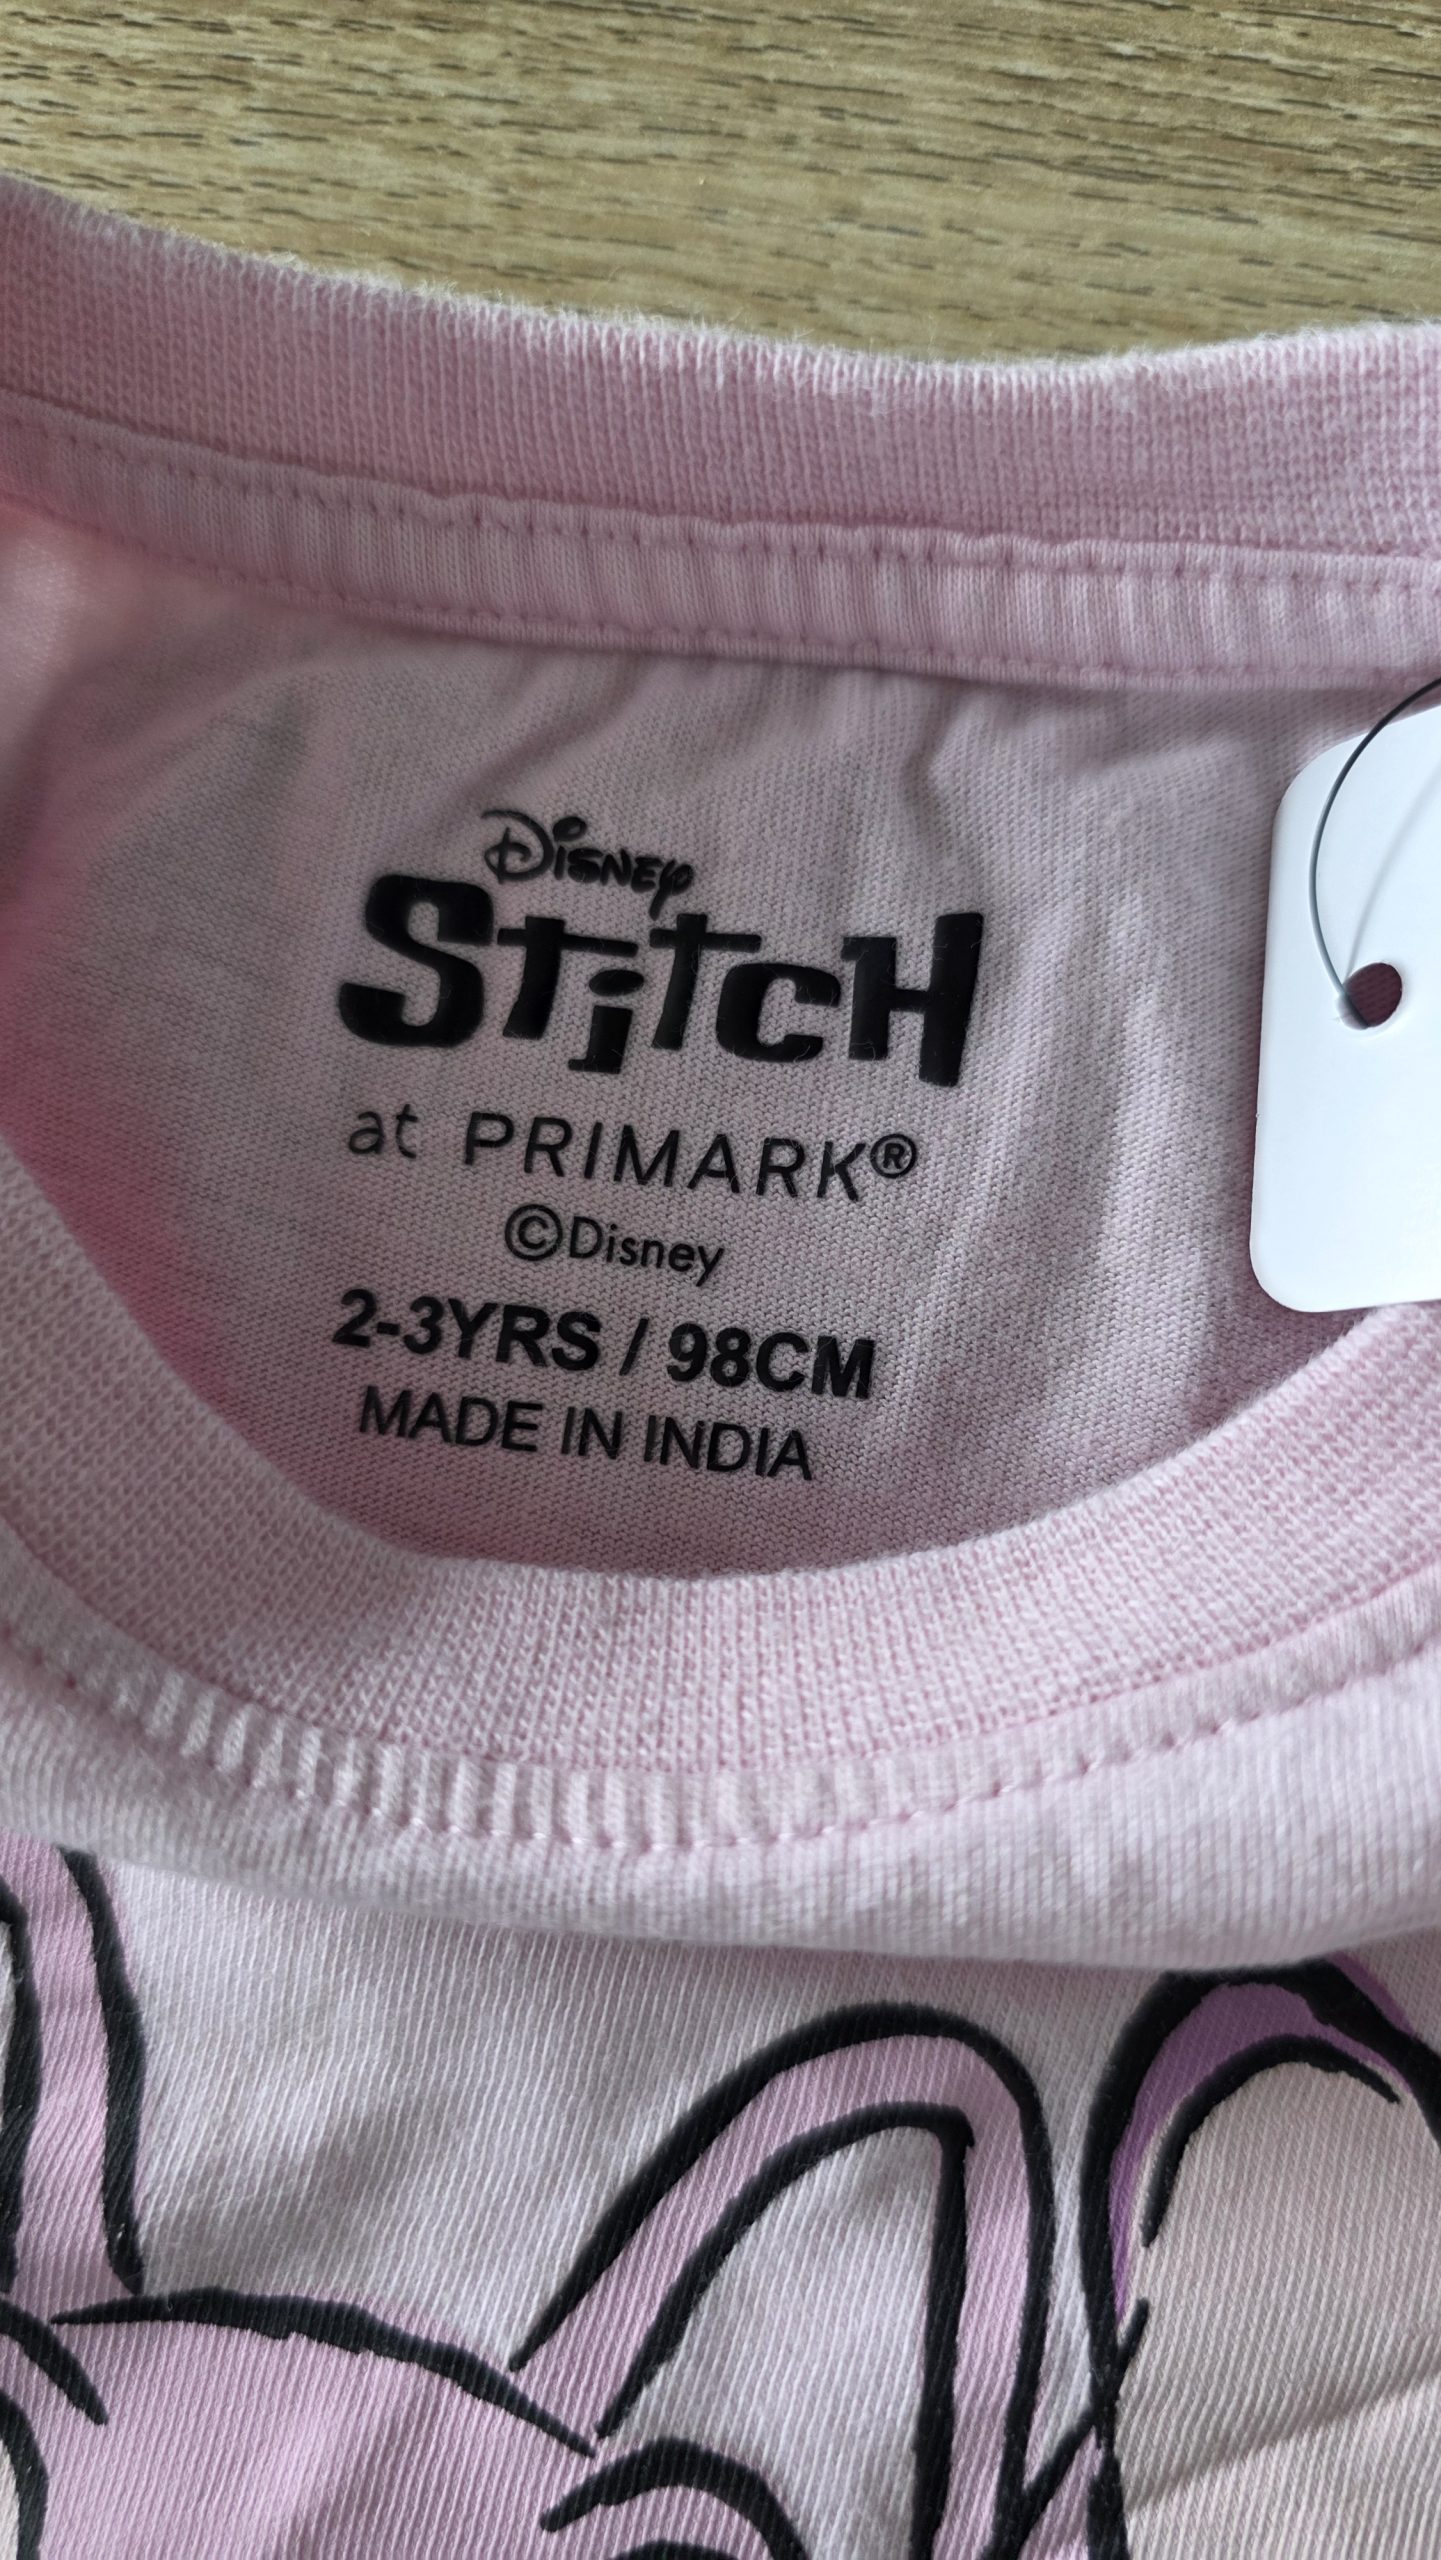 Disney
Stitch
at PRIMARK®
©Disney
2-3YRS / 98CM
MADE IN INDIA